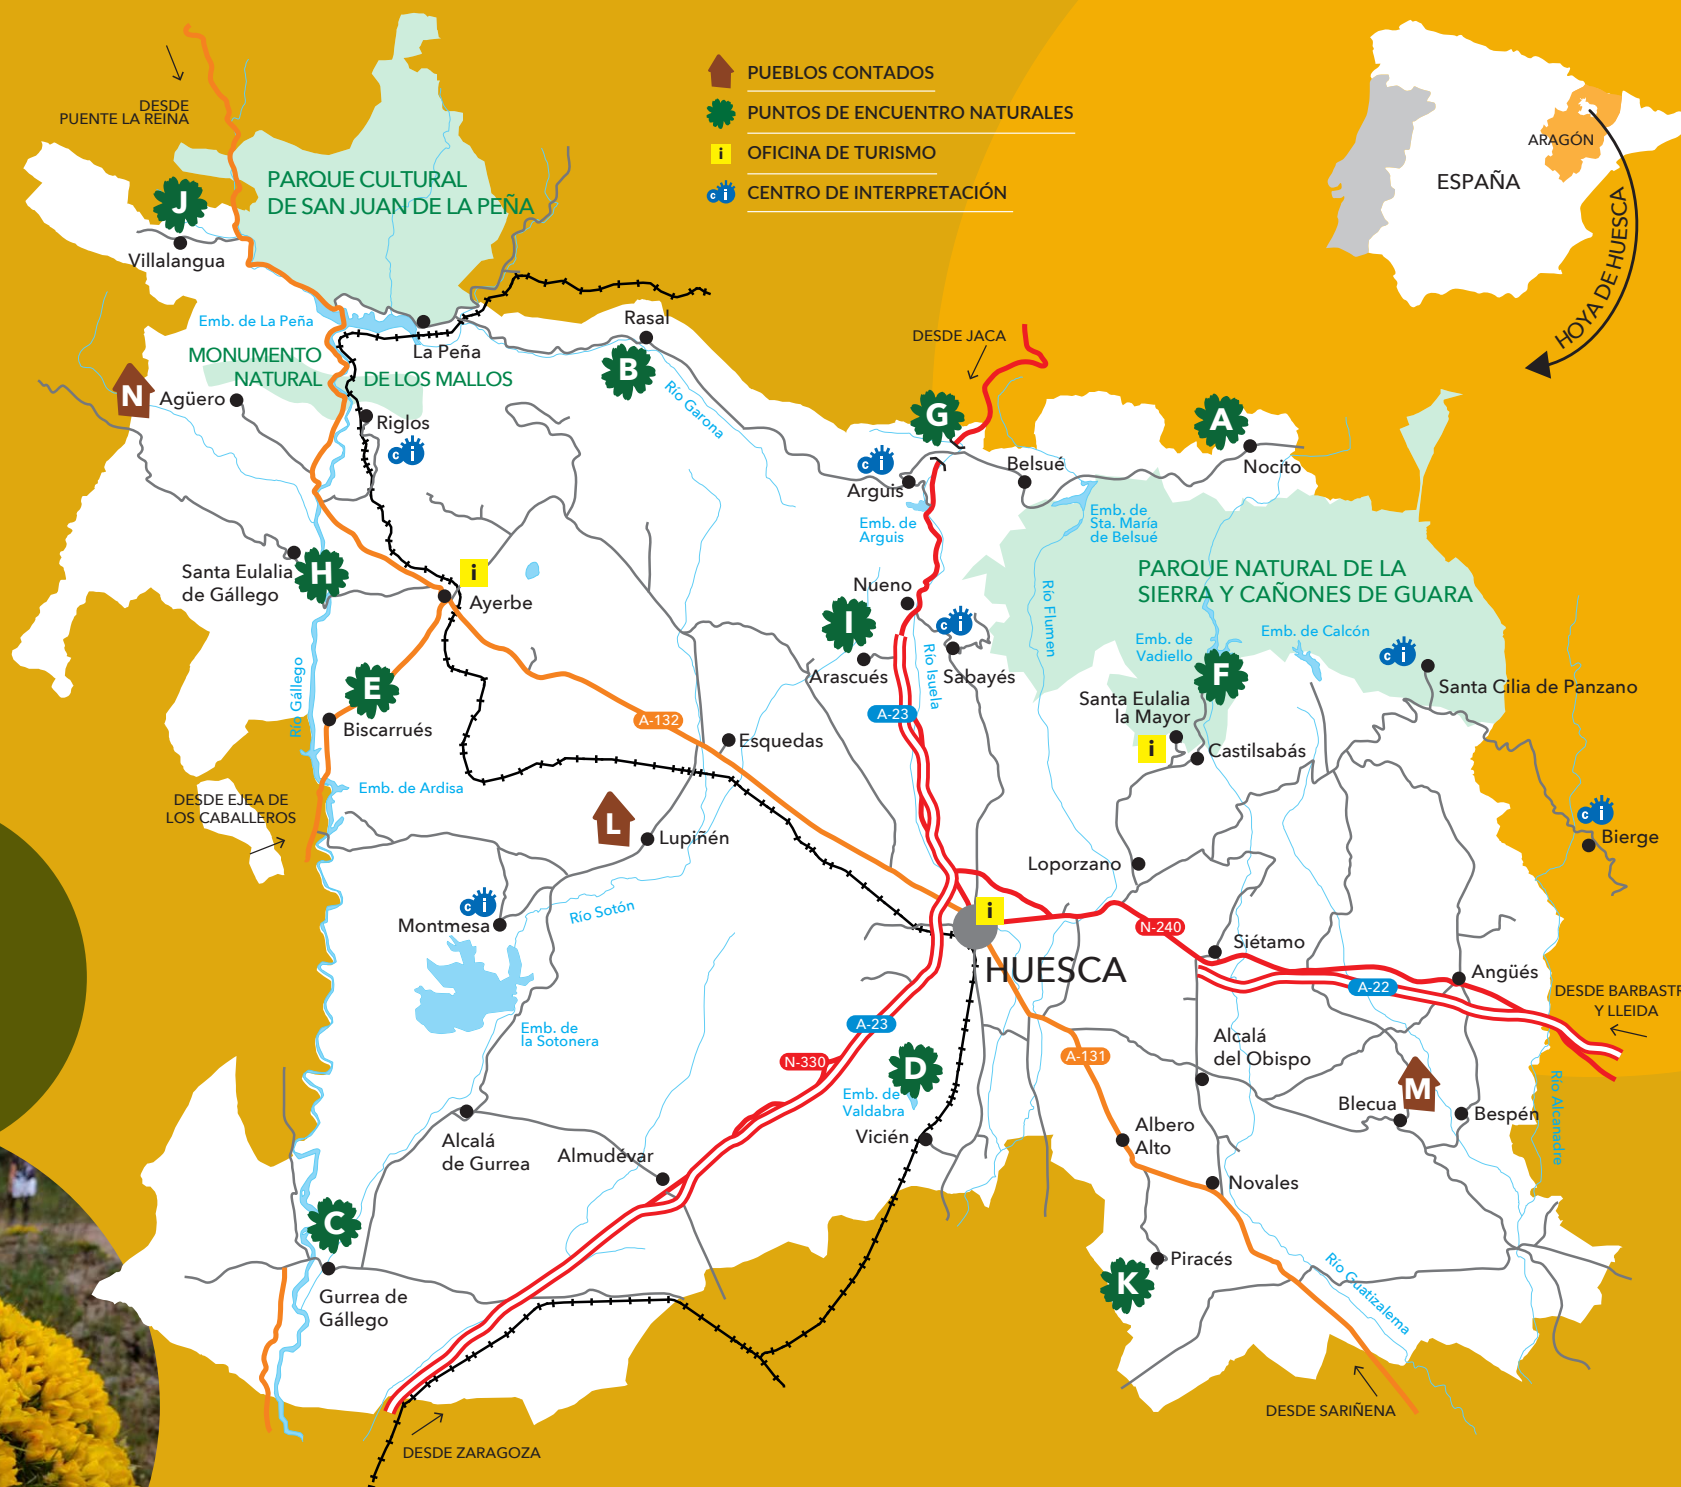 PUEBLOS CONTADOS
PUNTOS DE ENCUENTRO NATURALES
i
OFICINA DE TURISMO
ci
CENTRO DE INTERPRETACIÓN
ARAGÓN
ESPAÑA
HOYA DE HUESCA
DESDE
PUENTE LA REINA
PARQUE CULTURAL
DE SAN JUAN DE LA PEÑA
J
Villalangua
Emb. de La Peña
La Peña
Rasal
B
Río Garona
DESDE JACA
MONUMENTO
NATURAL
DE LOS MALLOS
N
Agüero
Riglos
ci
G
A
Nocito
ci
Arguis
Belsué
Emb. de
Arguis
Emb. de
Sta. María
de Belsué
PARQUE NATURAL DE LA
SIERRA Y CAÑONES DE GUARA
Santa Eulalia
de Gállego
H
i
Ayerbe
Nueno
I
Arascués
ci
Sabayés
Río Isuela
Río Flumen
Emb. de
Vadiello
Emb. de Calcón
ci
Santa Cilia de Panzano
F
Santa Eulalia
la Mayor
i
Castilsabás
Río Gállego
E
Biscarrués
A-132
A-23
Esquedas
Emb. de Ardisa
DESDE EJEA DE
LOS CABALLEROS
L
Lupiñén
Loporzano
ci
Bierge
ci
Montmesa
Río Sotón
i
HUESCA
N-240
Siétamo
Angüés
A-22
DESDE BARBASTR
Y LLEIDA
Emb. de
la Sotonera
A-23
N-330
D
Emb. de
Valdabra
Vicién
A-131
Alcalá
del Obispo
M
Blecua
Bespén
Río Alcanadre
Alcalá
de Gurrea
Almudévar
Albero
Alto
Novales
C
Gurrea de
Gállego
Piracés
K
Río Guatizalema
DESDE SARIÑENA
DESDE ZARAGOZA